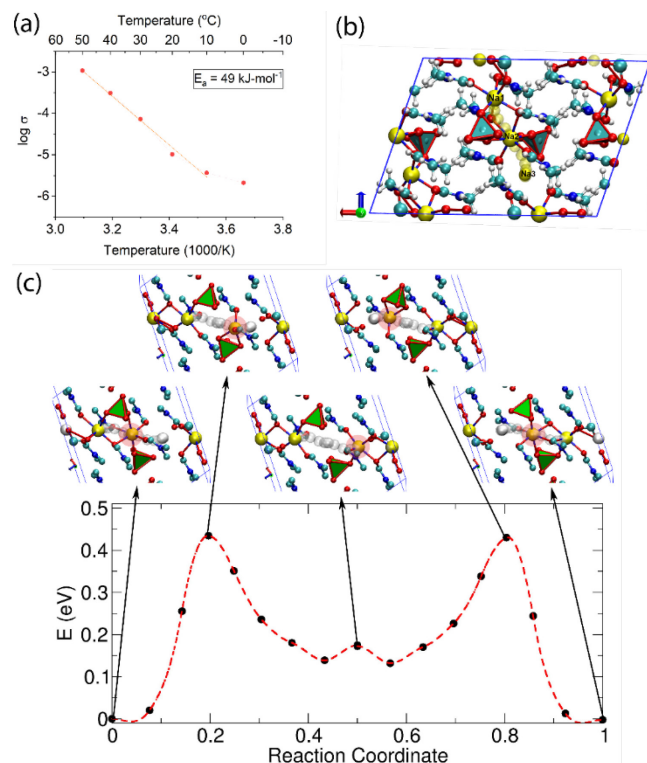 (a)
Temperature (°C)
60 50 40 30 20 10 0 -10
-3
-4
-5
-6
log σ
Eₐ = 49 kJ-mol⁻¹
3.0 3.2 3.4 3.6 3.8
Temperature (1000/K)
(b)
Na1
Na2
Na3
(c)
0.5
0.4
0.3
0.2
0.1
0
E (eV)
0 0.2 0.4 0.6 0.8 1
Reaction Coordinate